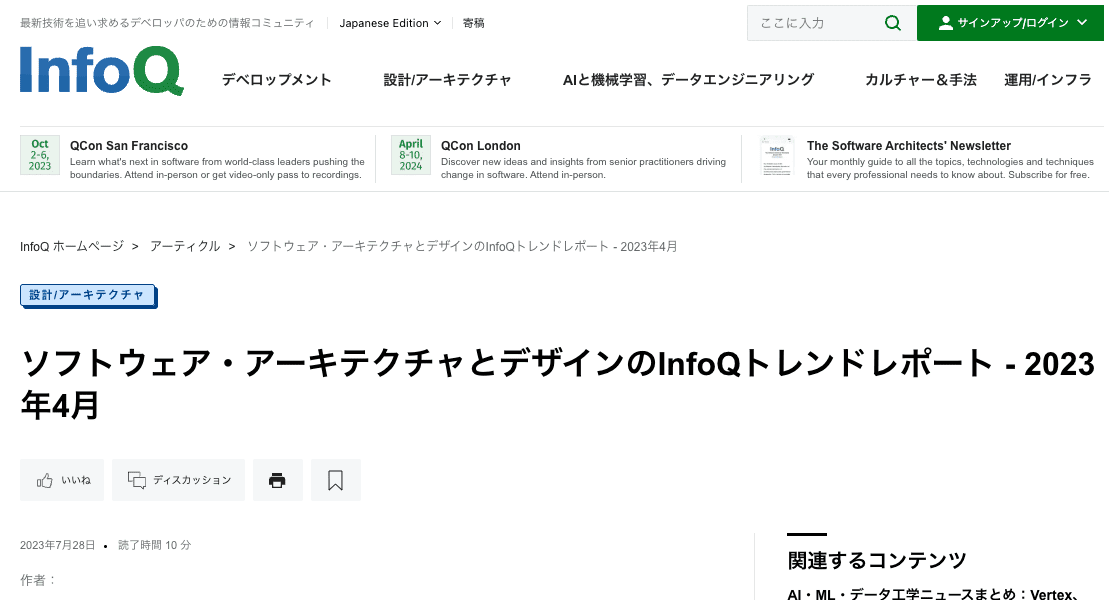 最新技術を追い求めるデベロッパのための情報コミュニティ Japanese Edition 寄稿 ここに入力 サインアップ/ログイン
InfoQ デベロップメント 設計/アーキテクチャ AIと機械学習、データエンジニアリング カルチャー＆手法 運用/インフラ
Oct
2-6,
2023
QCon San Francisco
Learn what's next in software from world-class leaders pushing the
boundaries. Attend in-person or get video-only pass to recordings.
April
8-10,
2024
QCon London
Discover new ideas and insights from senior practitioners driving
change in software. Attend in-person.
InfoQ
The Software Architects' Newsletter
Your monthly guide to all the topics, technologies and techniques
that every professional needs to know about. Subscribe for free.
InfoQ ホームページ > アーティクル > ソフトウェア・アーキテクチャとデザインのInfoQトレンドレポート - 2023年4月
設計/アーキテクチャ
ソフトウェア・アーキテクチャとデザインのInfoQトレンドレポート - 2023
年4月
いいね ディスカッション
2023年7月28日 • 読了時間 10 分
作者：
関連するコンテンツ
AI・ML・データ工学ニュースまとめ：Vertex、